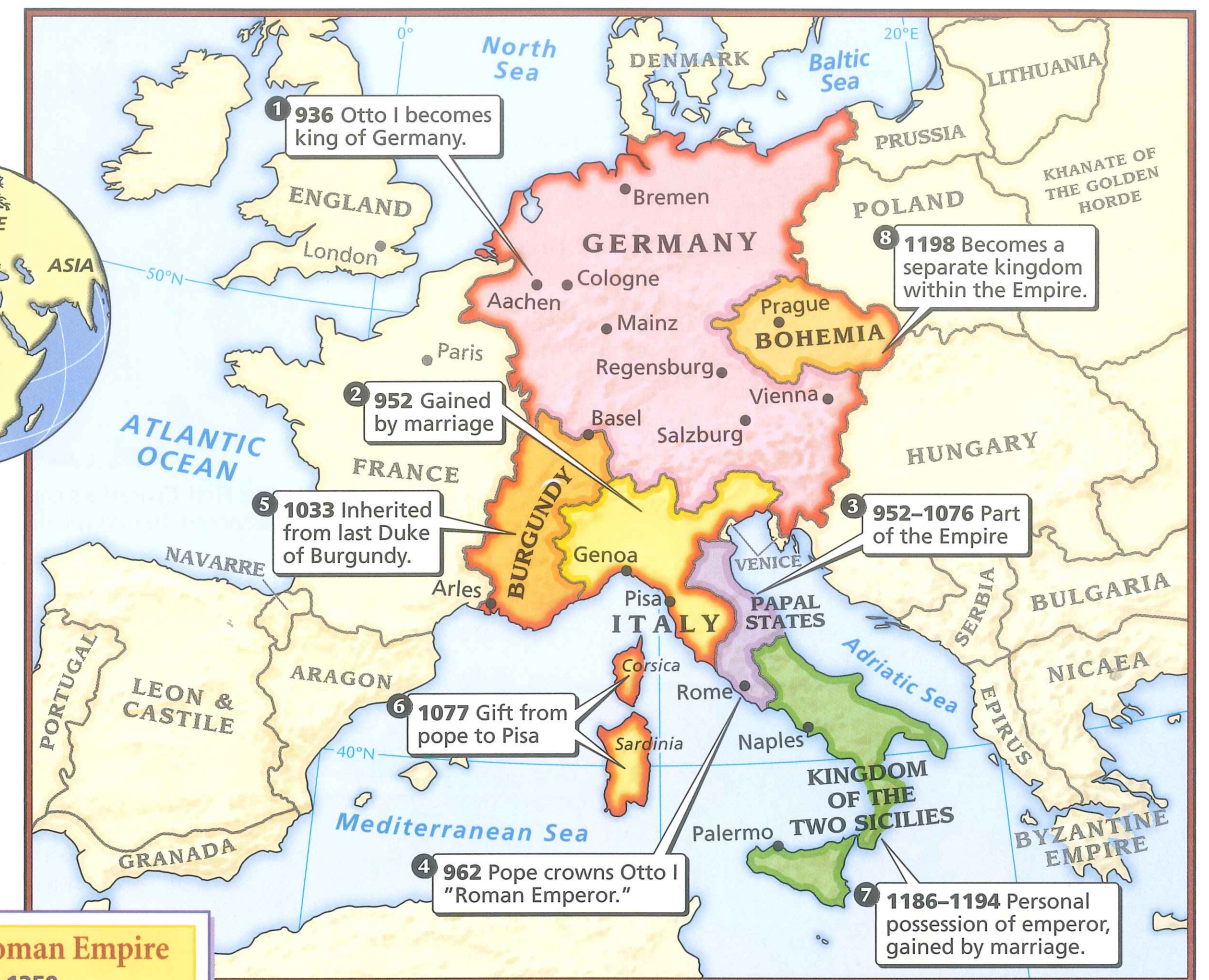 0°
20°E
North
Sea
DENMARK
Baltic
Sea
LITHUANIA
1 936 Otto I becomes
king of Germany.
PRUSSIA
KHANATE OF
THE GOLDEN
HORDE
ENGLAND
London
Bremen
POLAND
GERMANY
8 1198 Becomes a
separate kingdom
within the Empire.
ASIA
50°N
Cologne
Aachen
Prague
BOHEMIA
Mainz
Paris
Regensburg
2 952 Gained
by marriage
Vienna
Basel
Salzburg
ATLANTIC
OCEAN
FRANCE
HUNGARY
BURGUNDY
5 1033 Inherited
from last Duke
of Burgundy.
3 952–1076 Part
of the Empire
Genoa
VENICE
NAVARRE
Arles
Pisa
ITALY
PAPAL
STATES
SERBIA
BULGARIA
PORTUGAL
LEON &
CASTILE
ARAGON
Corsica
Rome
Adriatic Sea
NICAEA
EPIRUS
6 1077 Gift from
pope to Pisa
Sardinia
Naples
40°N
KINGDOM
OF THE
TWO SICILIES
Mediterranean Sea
Palermo
BYZANTINE
EMPIRE
GRANADA
4 962 Pope crowns Otto I
"Roman Emperor."
7 1186–1194 Personal
possession of emperor,
gained by marriage.
Empire